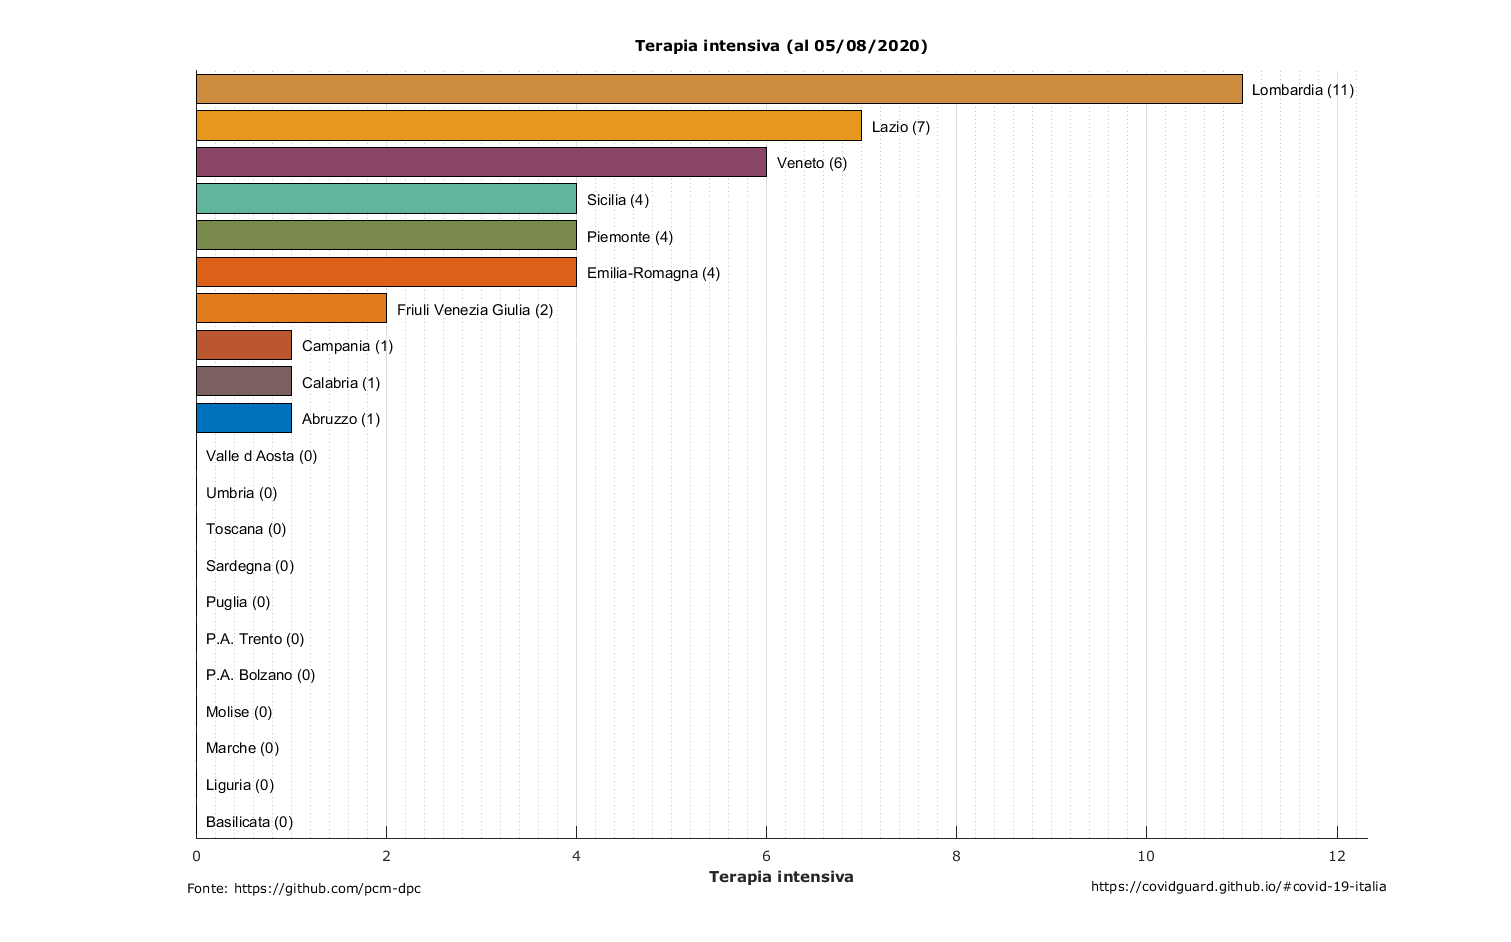 Terapia intensiva (al 05/08/2020)
Lombardia (11)
Lazio (7)
Veneto (6)
Sicilia (4)
Piemonte (4)
Emilia-Romagna (4)
Friuli Venezia Giulia (2)
Campania (1)
Calabria (1)
Abruzzo (1)
Valle d Aosta (0)
Umbria (0)
Toscana (0)
Sardegna (0)
Puglia (0)
P.A. Trento (0)
P.A. Bolzano (0)
Molise (0)
Marche (0)
Liguria (0)
Basilicata (0)
0 2 4 6 8 10 12
Terapia intensiva
Fonte: https://github.com/pcm-dpc
https://covidguard.github.io/#covid-19-italia